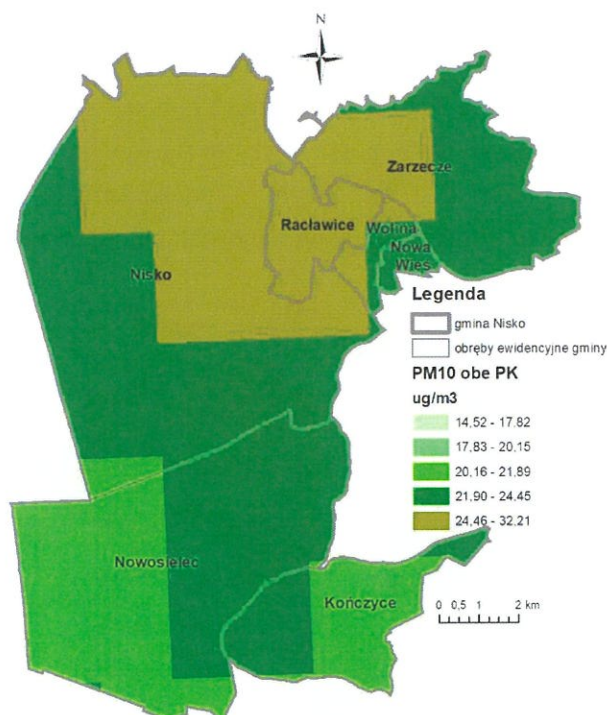 N
Zarzecze
Racławice
Wolina
Nowa
Wieś
Nisko
Legenda
gmina Nisko
obręby ewidencyjne gminy
PM10 obe PK
ug/m3
14,52 - 17,82
17,83 - 20,15
20,16 - 21,89
21,90 - 24,45
24,46 - 32,21
Nowosielec
Kończyce
0 0,5 1 2 km